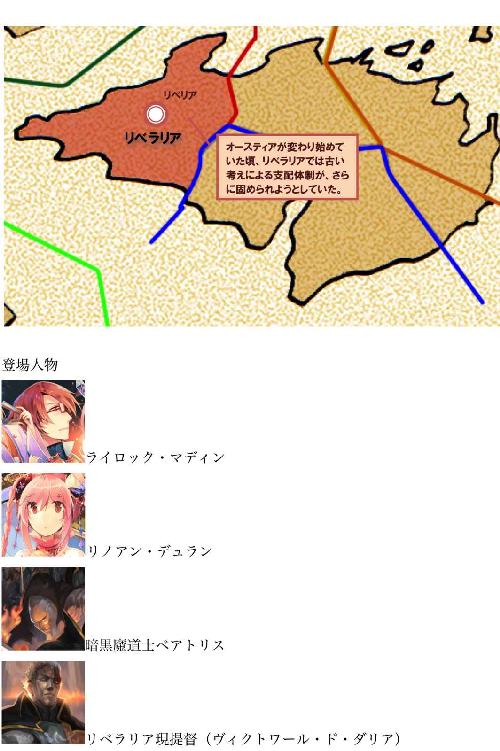 リベリア
リベラリア
オースティアが変わり始めて
いた頃、リベラリアでは古い
考えによる支配体制が、さら
に固められようとしていた。
登場人物
ライロック・マディン
リノアン・デュラン
暗黒魔道士ベアトリス
リベラリア現提督（ヴィクトワール・ド・ダリア）